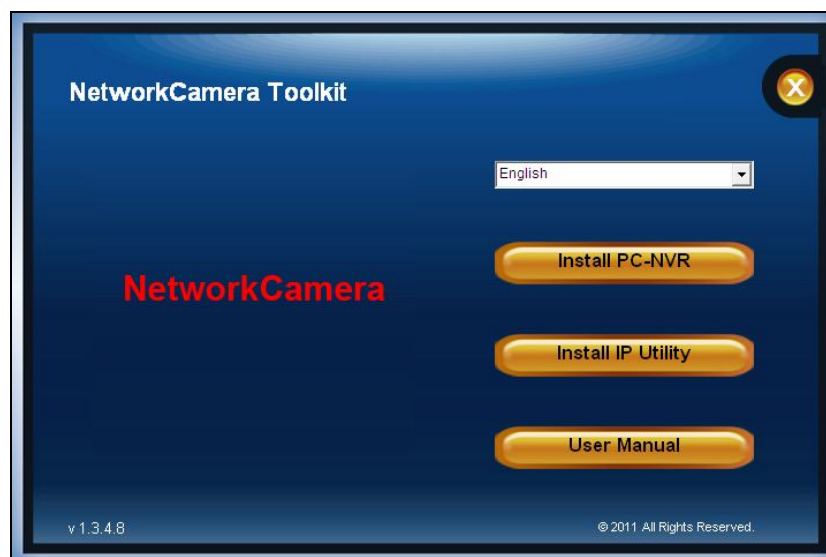 NetworkCamera Toolkit
X
English
Install PC-NVR
NetworkCamera
Install IP Utility
User Manual
v 1.3.4.8
© 2011 All Rights Reserved.